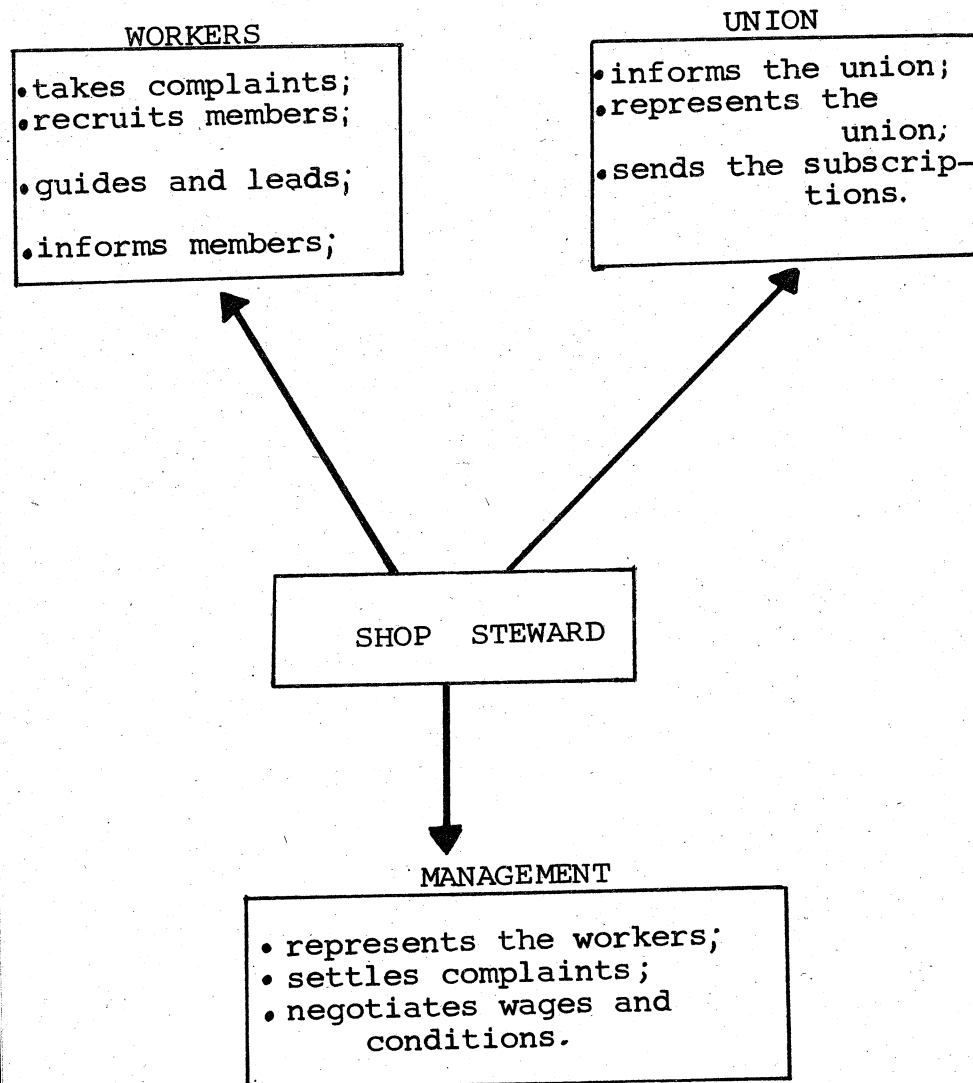 WORKERS
•takes complaints;
•recruits members;
•guides and leads;
•informs members;
UNION
•informs the union;
•represents the
union;
•sends the subscrip-
tions.
SHOP STEWARD
MANAGEMENT
• represents the workers;
• settles complaints;
• negotiates wages and
conditions.